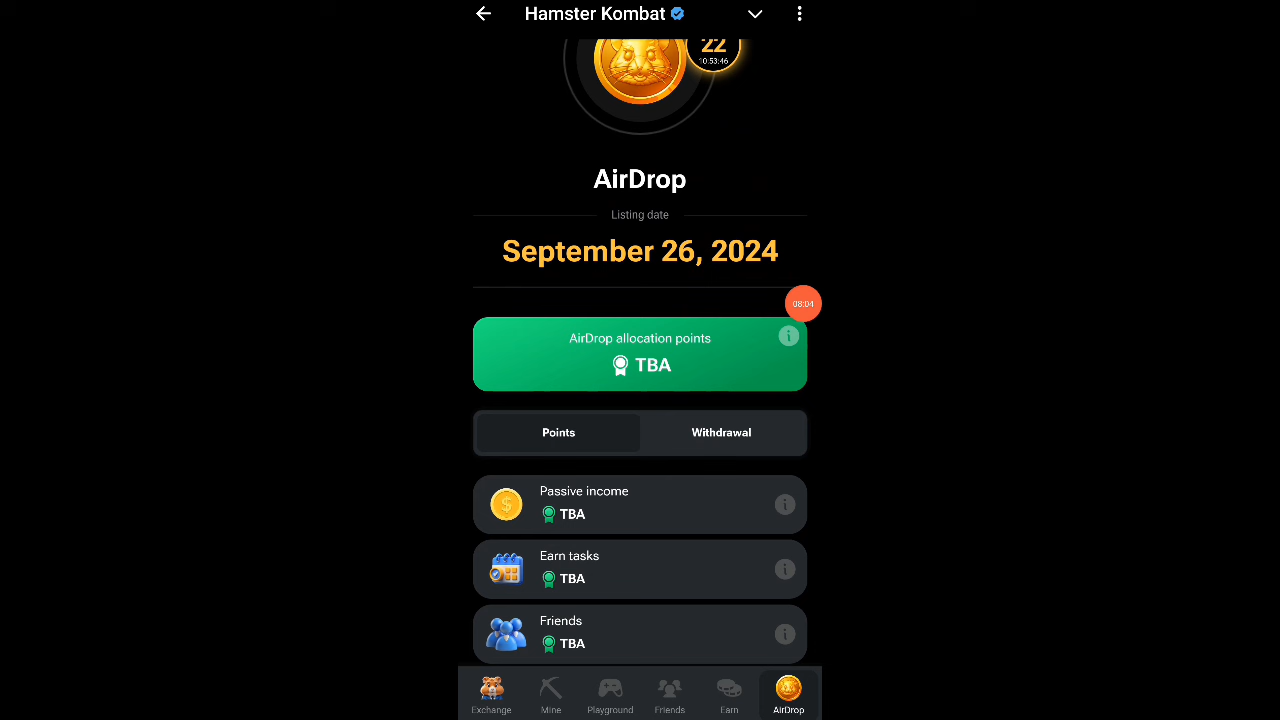 Hamster Kombat
22
10:53:46
AirDrop
Listing date
September 26, 2024
08:04
AirDrop allocation points
TBA
Points
Withdrawal
Passive income
TBA
Earn tasks
TBA
Friends
TBA
Exchange
Mine
Playground
Friends
Earn
AirDrop